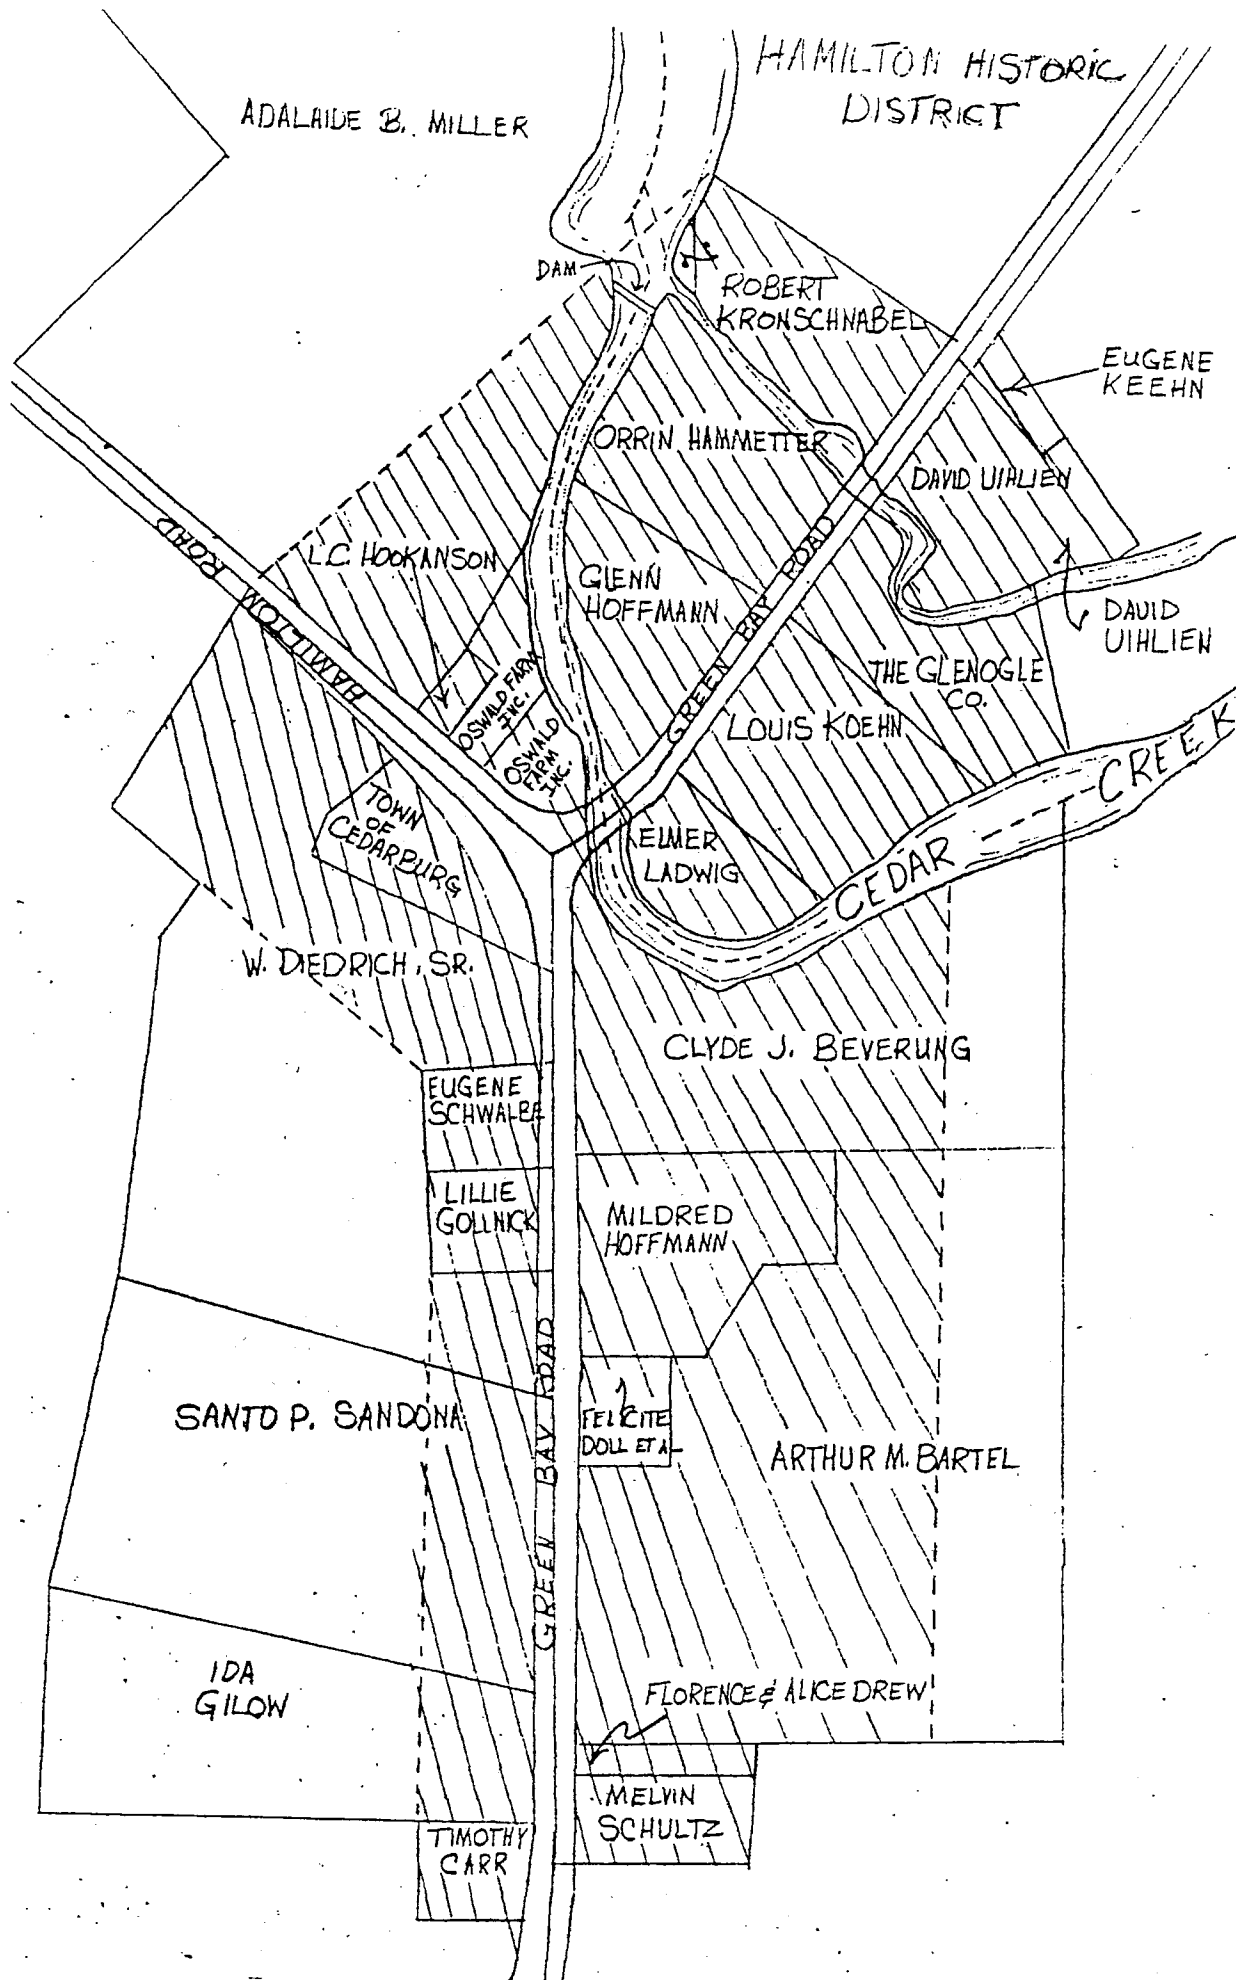 HAMILTON HISTORIC
DISTRICT
ADALAIDE B. MILLER
DAM
ROBERT
KRONSCHNABEL
EUGENE
KEEHN
ORRIN HAMMETTER
DAVID UIHLIEN
L.C. HOOKANSON
HAMILTON ROAD
GLENN
HOFFMANN
GREEN BAY ROAD
DAVID
UIHLIEN
THE GLENOGLE
CO.
OSWALD FARM
INC.
OSWALD
FARM
INC.
LOUIS KOEHN
TOWN
OF
CEDARBURG
ELMER
LADWIG
CEDAR CREEK
W. DIEDRICH, SR.
CLYDE J. BEVERUNG
EUGENE
SCHWALBE
LILLIE
GOLLNICK
MILDRED
HOFFMANN
GREEN BAY ROAD
SANTO P. SANDONA
FELICITE
DOLL ET AL
ARTHUR M. BARTEL
IDA
GILOW
FLORENCE & ALICE DREW
MELVIN
SCHULTZ
TIMOTHY
CARR